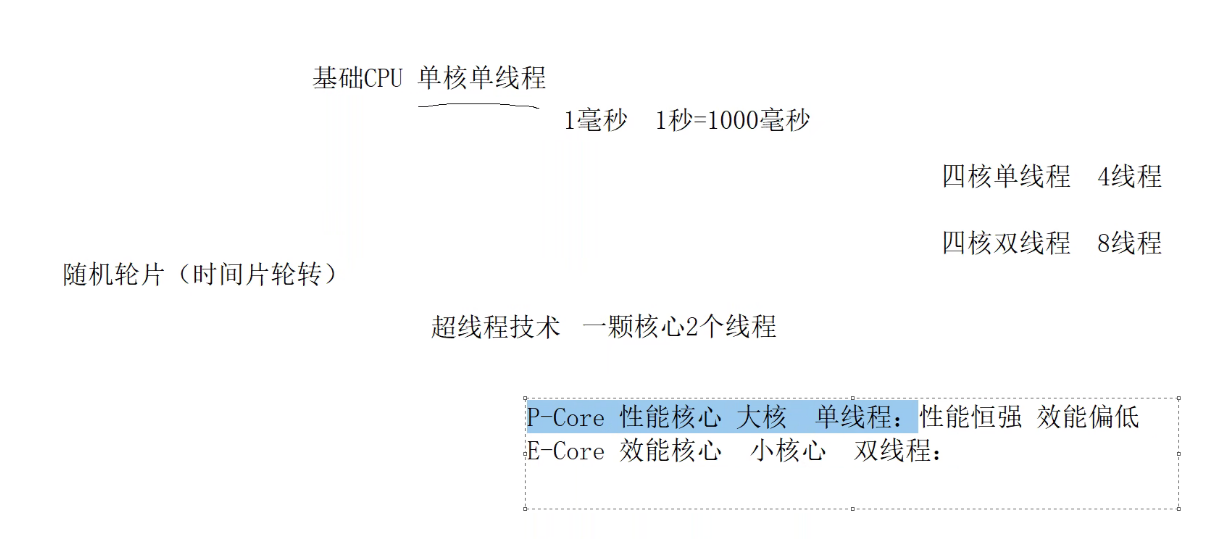 基础CPU 单核单线程
1毫秒 1秒=1000毫秒
四核单线程 4线程
四核双线程 8线程
随机轮片（时间片轮转）
超线程技术 一颗核心2个线程
P-Core 性能核心 大核 单线程：性能恒强 效能偏低
E-Core 效能核心 小核心 双线程：